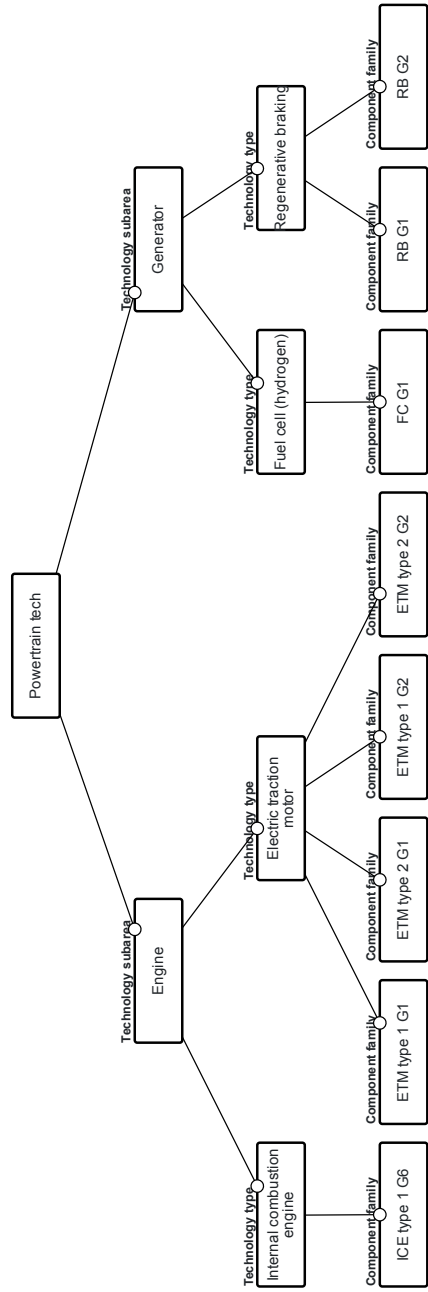 Powertrain tech
Technology subarea
Engine
Technology subarea
Generator
Technology type
Internal combustion
engine
Technology type
Electric traction
motor
Technology type
Fuel cell (hydrogen)
Technology type
Regenerative braking
Component family
ICE type 1 G6
Component family
ETM type 1 G1
Component family
ETM type 2 G1
Component family
ETM type 1 G2
Component family
ETM type 2 G2
Component family
FC G1
Component family
RB G1
Component family
RB G2